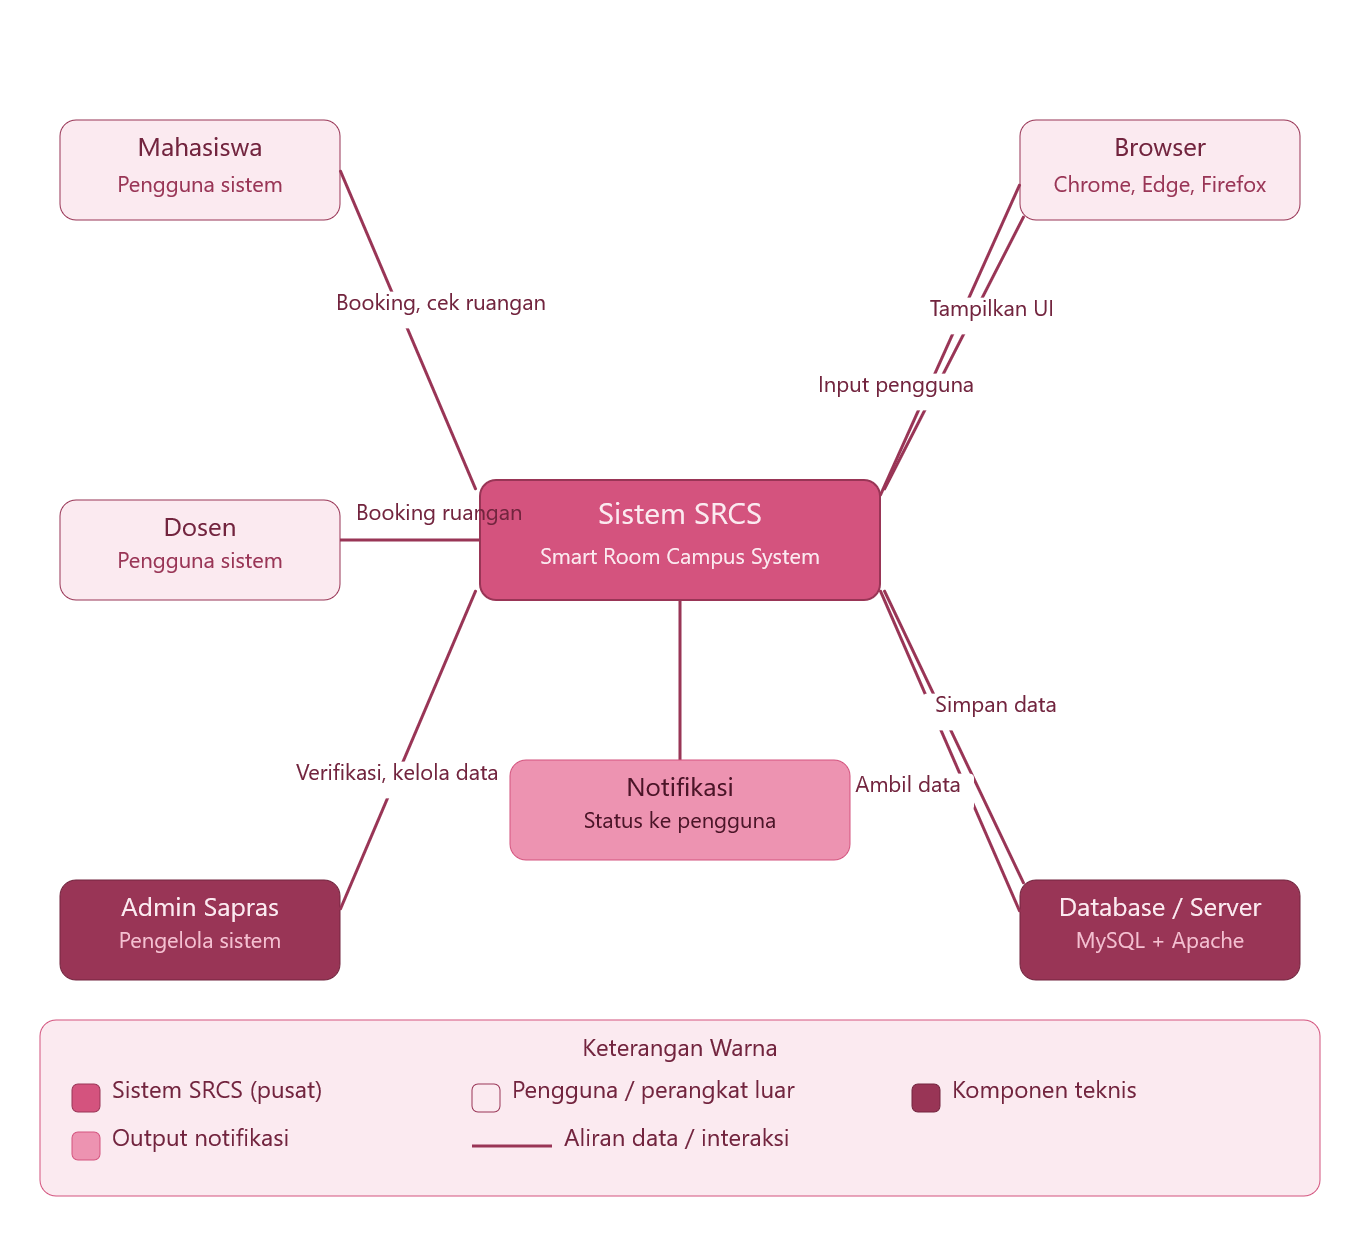 Mahasiswa
Pengguna sistem
Browser
Chrome, Edge, Firefox
Booking, cek ruangan
Tampilkan UI
Input pengguna
Dosen
Pengguna sistem
Booking ruangan
Sistem SRCS
Smart Room Campus System
Simpan data
Verifikasi, kelola data
Notifikasi
Status ke pengguna
Ambil data
Admin Sapras
Pengelola sistem
Database / Server
MySQL + Apache
Keterangan Warna
Sistem SRCS (pusat)
Pengguna / perangkat luar
Komponen teknis
Output notifikasi
Aliran data / interaksi